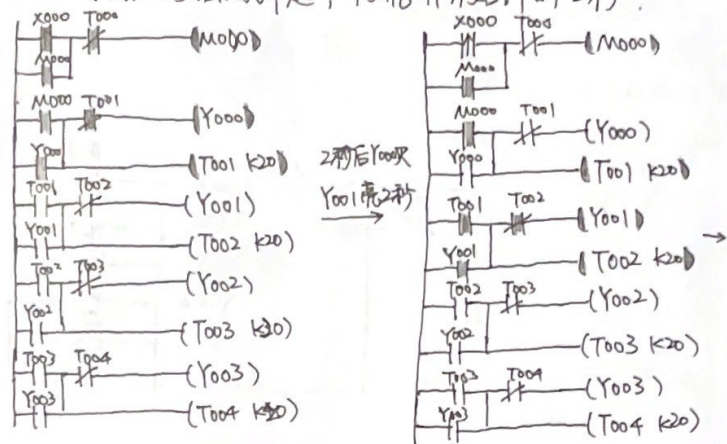 X000 T000
(M000)
M000
M000 T001
(Y000)
Y000
(T001 K20)
T001 T002
(Y001)
Y001
(T002 K20)
T002 T003
(Y002)
Y002
(T003 K20)
T003 T004
(Y003)
Y003
(T004 K20)
2秒后Y000灭
Y001亮2秒
X000 T000
(M000)
M000
M000 T001
(Y000)
Y000
(T001 K20)
T001 T002
(Y001)
Y001
(T002 K20)
T002 T003
(Y002)
Y002
(T003 K20)
T003 T004
(Y003)
Y003
(T004 K20)